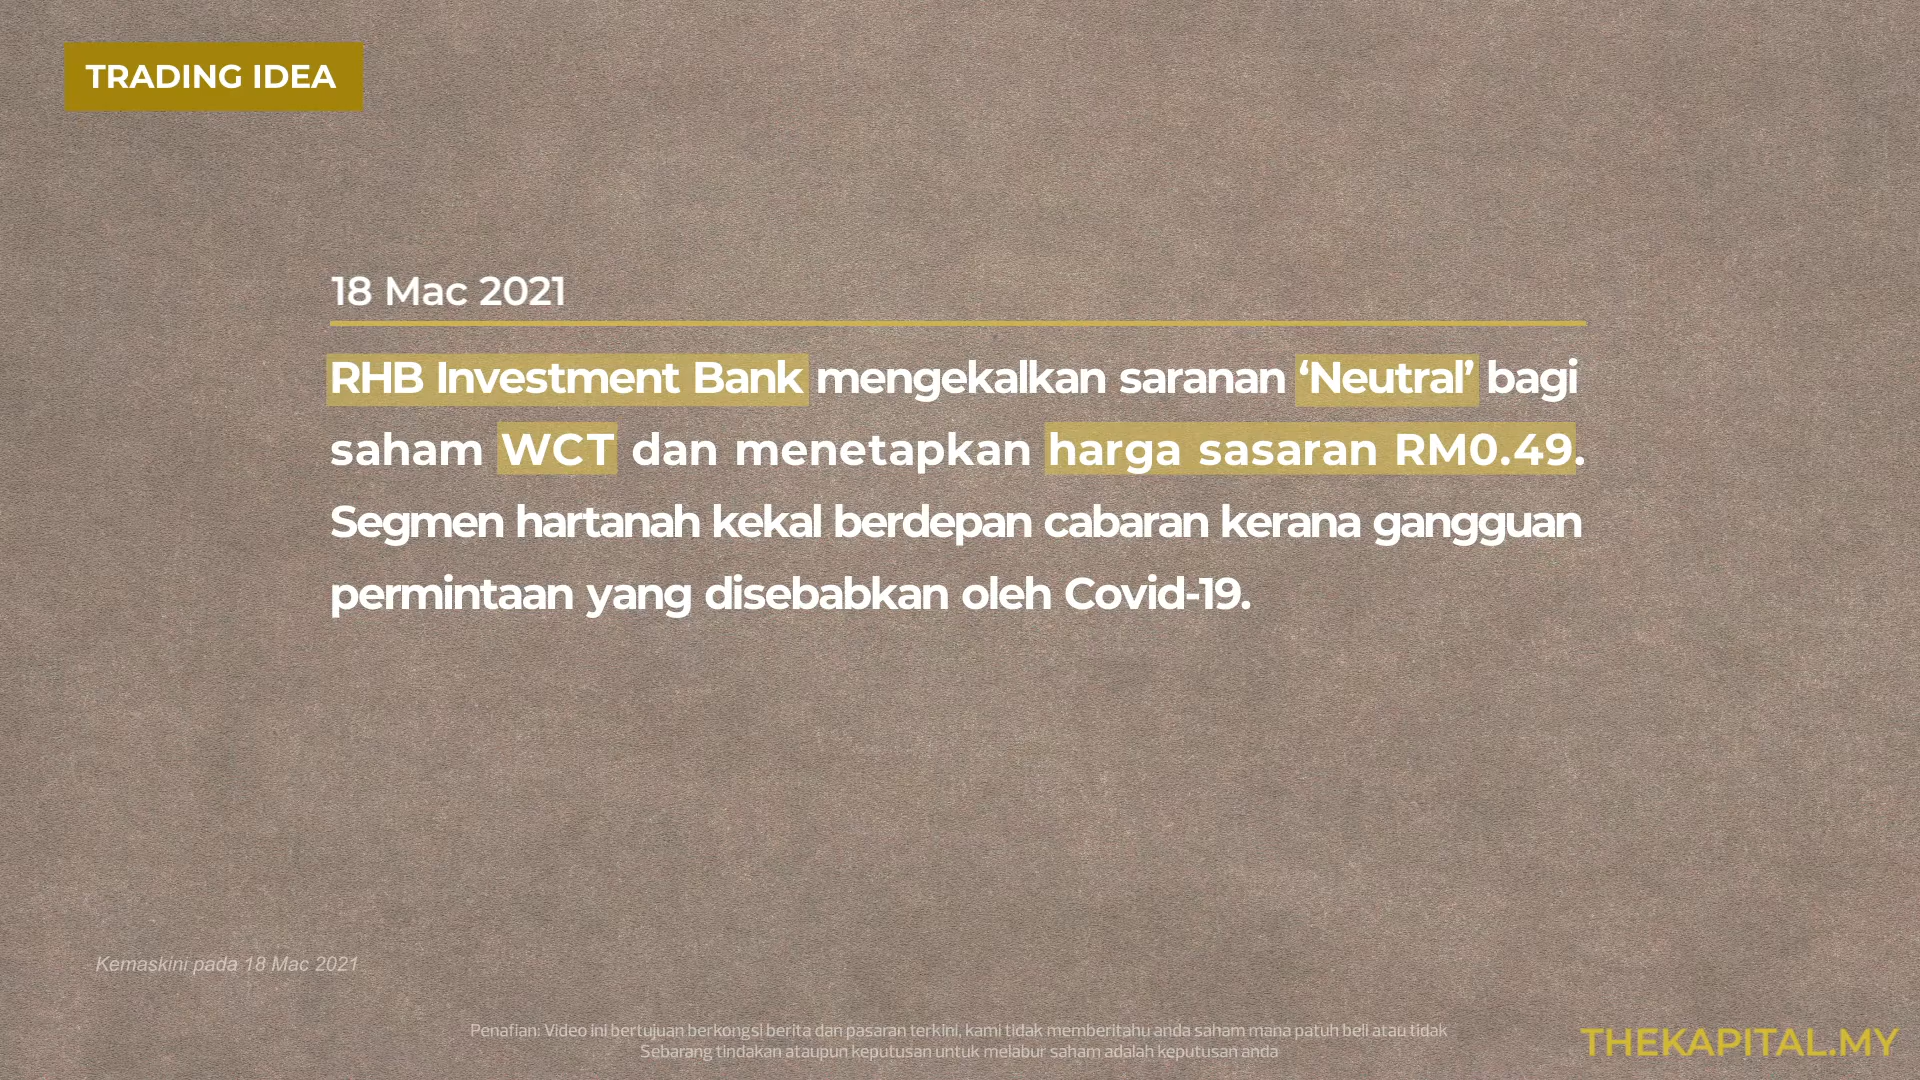 TRADING IDEA
18 Mac 2021
RHB Investment Bank mengekalkan saranan ‘Neutral’ bagi
saham WCT dan menetapkan harga sasaran RM0.49.
Segmen hartanah kekal berdepan cabaran kerana gangguan
permintaan yang disebabkan oleh Covid-19.
Kemaskini pada 18 Mac 2021
Penafian: Video ini bertujuan berkongsi berita dan pasaran terkini, kami tidak memberitahu anda saham mana patuh beli atau tidak
Sebarang tindakan ataupun keputusan untuk melabur saham adalah keputusan anda
THEKAPITAL.MY